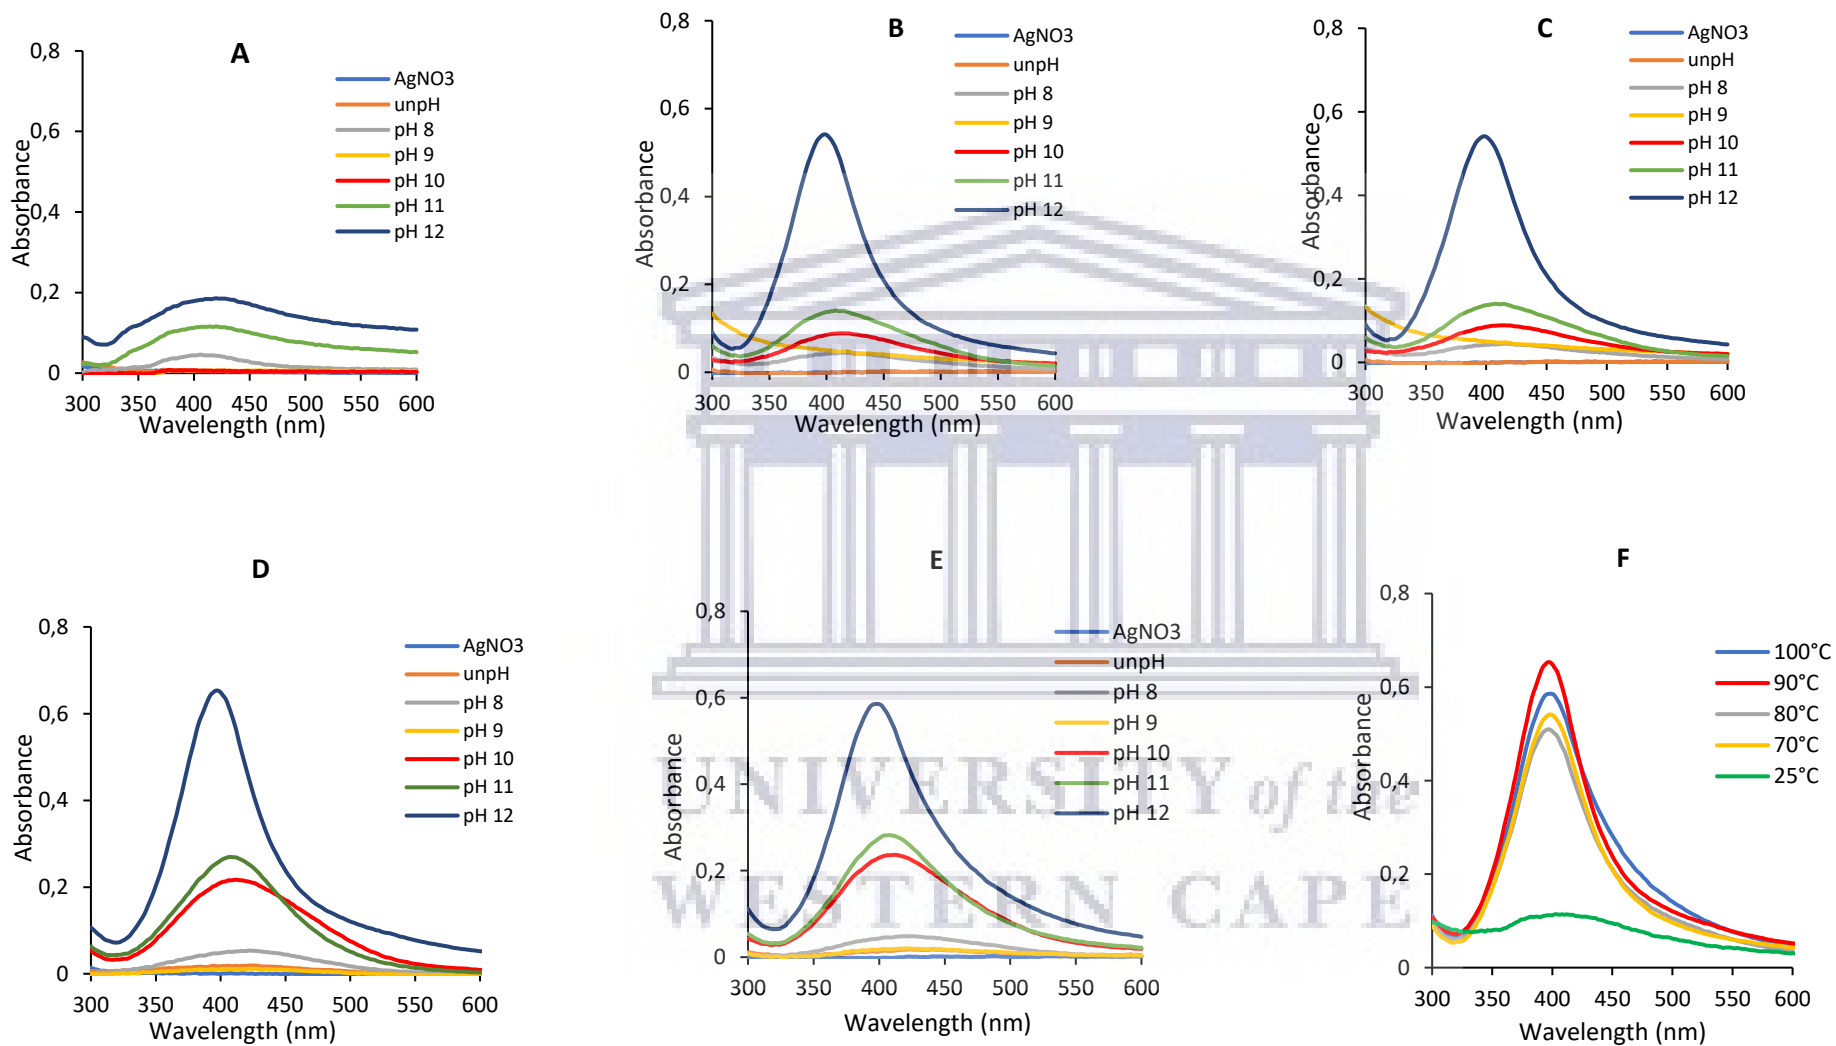 A
0,8
0,6
0,4
0,2
0
Absorbance
300 350 400 450 500 550 600
Wavelength (nm)
AgNO3
unpH
pH 8
pH 9
pH 10
pH 11
pH 12
B
0,8
0,6
0,4
0,2
0
Absorbance
300 350 400 450 500 550 600
Wavelength (nm)
AgNO3
unpH
pH 8
pH 9
pH 10
pH 11
pH 12
C
0,8
0,6
0,4
0,2
0
Absorbance
300 350 400 450 500 550 600
Wavelength (nm)
AgNO3
unpH
pH 8
pH 9
pH 10
pH 11
pH 12
D
0,8
0,6
0,4
0,2
0
Absorbance
300 350 400 450 500 550 600
Wavelength (nm)
AgNO3
unpH
pH 8
pH 9
pH 10
pH 11
pH 12
E
0,8
0,6
0,4
0,2
0
Absorbance
300 350 400 450 500 550 600
Wavelength (nm)
AgNO3
unpH
pH 8
pH 9
pH 10
pH 11
pH 12
F
0,8
0,6
0,4
0,2
0
Absorbance
300 350 400 450 500 550 600
Wavelength (nm)
100°C
90°C
80°C
70°C
25°C
UNIVERSITY of the
WESTERN CAPE